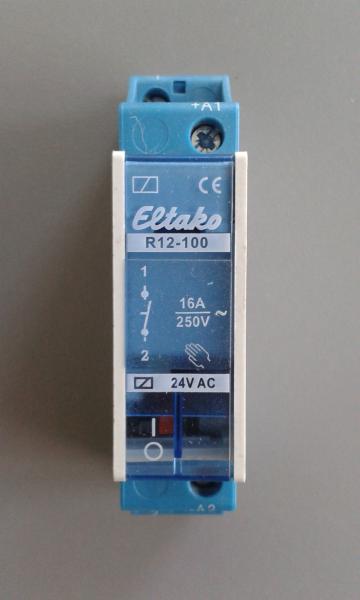 +A1
CE
Eltako
R12-100
1
16A
250V ~
2
24V AC
I
O
-A2